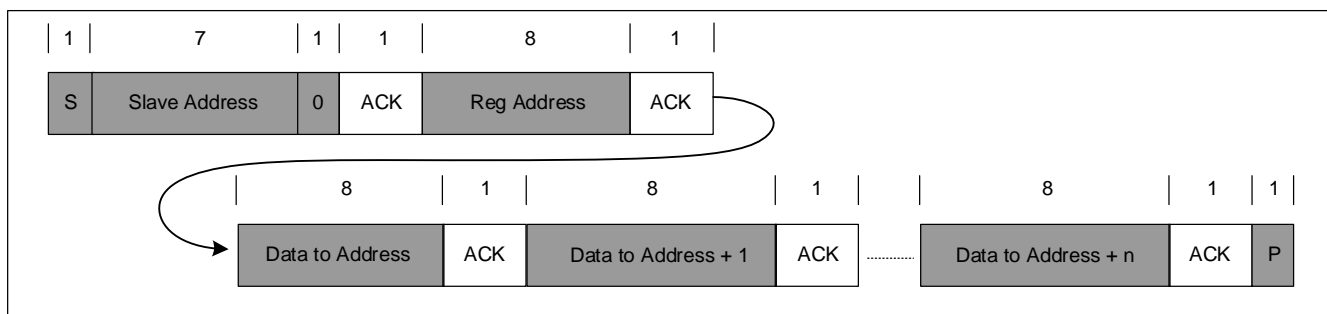 1 7 1 1 8 1
S Slave Address 0 ACK Reg Address ACK
8 1 8 1 8 1 1
Data to Address ACK Data to Address + 1 ACK Data to Address + n ACK P